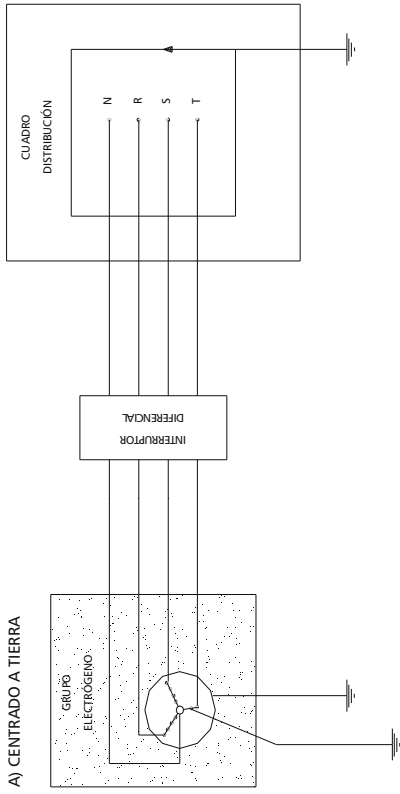 A) CENTRADO A TIERRA
GRUPO
ELECTRÓGENO
INTERRUPTOR
DIFERENCIAL
CUADRO
DISTRIBUCIÓN
N
R
S
T